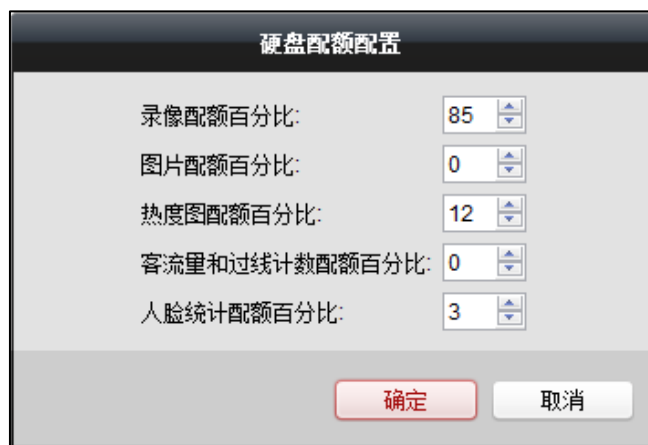 硬盘配额配置
录像配额百分比: 85
图片配额百分比: 0
热度图配额百分比: 12
客流量和过线计数配额百分比: 0
人脸统计配额百分比: 3
确定 取消